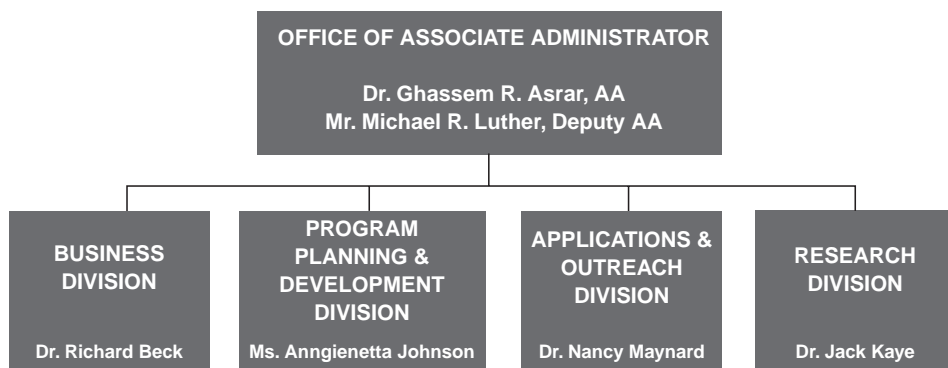 OFFICE OF ASSOCIATE ADMINISTRATOR
Dr. Ghassem R. Asrar, AA
Mr. Michael R. Luther, Deputy AA
BUSINESS
DIVISION
Dr. Richard Beck
PROGRAM
PLANNING &
DEVELOPMENT
DIVISION
Ms. Anngienetta Johnson
APPLICATIONS &
OUTREACH
DIVISION
Dr. Nancy Maynard
RESEARCH
DIVISION
Dr. Jack Kaye